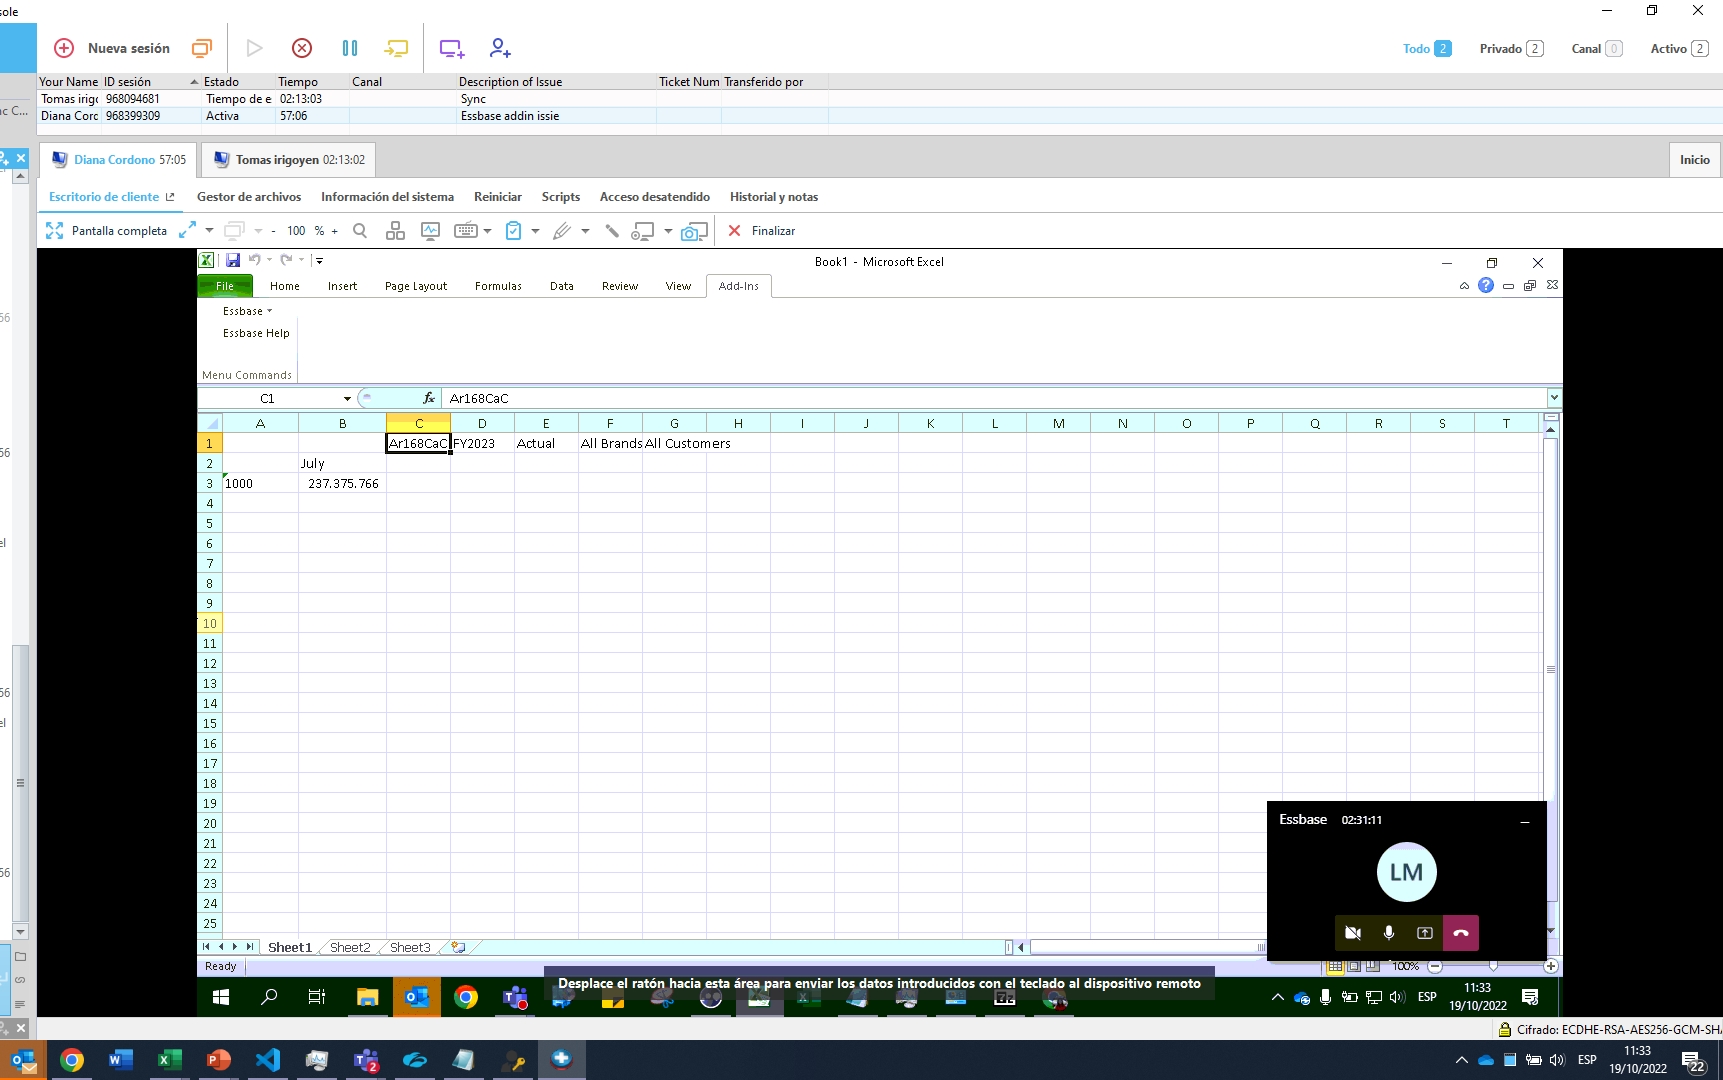 sole
Nueva sesión
Todo 2 Privado 2 Canal 0 Activo 2
Your Name ID sesión Estado Tiempo Canal Description of Issue Ticket Num Transferido por
Tomas irigo 968094681 Tiempo de e 02:13:03 Sync
Diana Corc 968399309 Activa 57:06 Essbase addin issie
Diana Cordono 57:05 Tomas irigoyen 02:13:02 Inicio
Escritorio de cliente Gestor de archivos Información del sistema Reiniciar Scripts Acceso desatendido Historial y notas
Pantalla completa - 100 % + Finalizar
Book1 - Microsoft Excel
File Home Insert Page Layout Formulas Data Review View Add-Ins
Essbase
Essbase Help
Menu Commands
C1 fx Ar168CaC
A B C D E F G H I J K L M N O P Q R S T
1 Ar168CaC FY2023 Actual All Brands All Customers
2 July
3 1000 237.375.766
4
5
6
7
8
9
10
11
12
13
14
15
16
17
18
19
20
21
22
23
24
25
Essbase 02:31:11
LM
Sheet1 Sheet2 Sheet3
Ready 100%
Desplace el ratón hacia esta área para enviar los datos introducidos con el teclado al dispositivo remoto
ESP 11:33
19/10/2022
Cifrado: ECDHE-RSA-AES256-GCM-SHA
ESP 11:33
19/10/2022
22